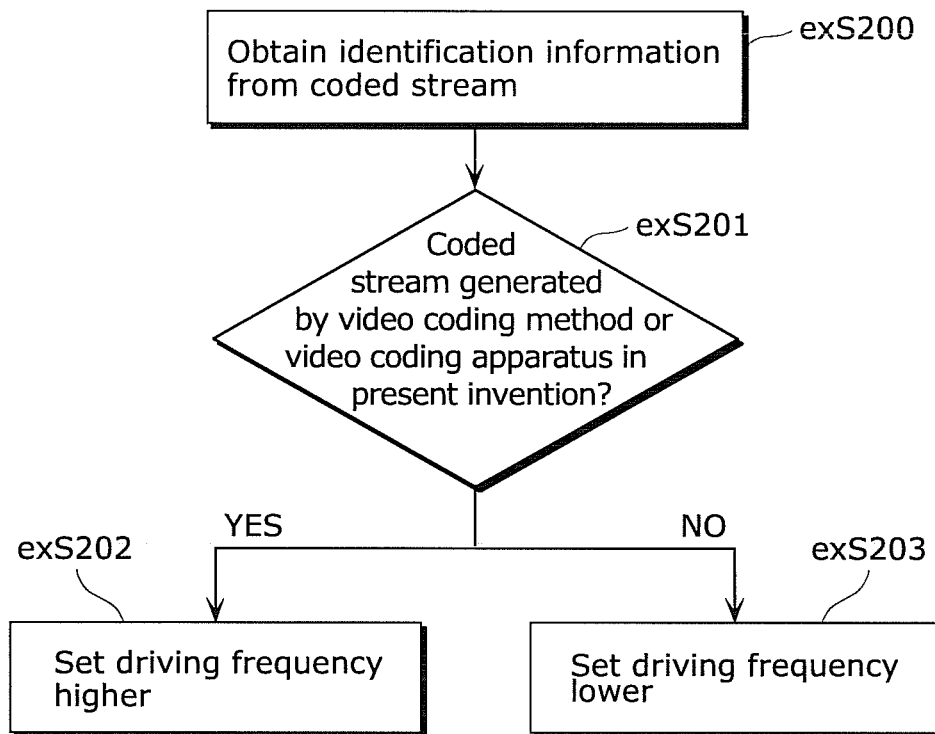 exS200
Obtain identification information
from coded stream
exS201
Coded
stream generated
by video coding method or
video coding apparatus in
present invention?
YES
NO
exS202
exS203
Set driving frequency
higher
Set driving frequency
lower